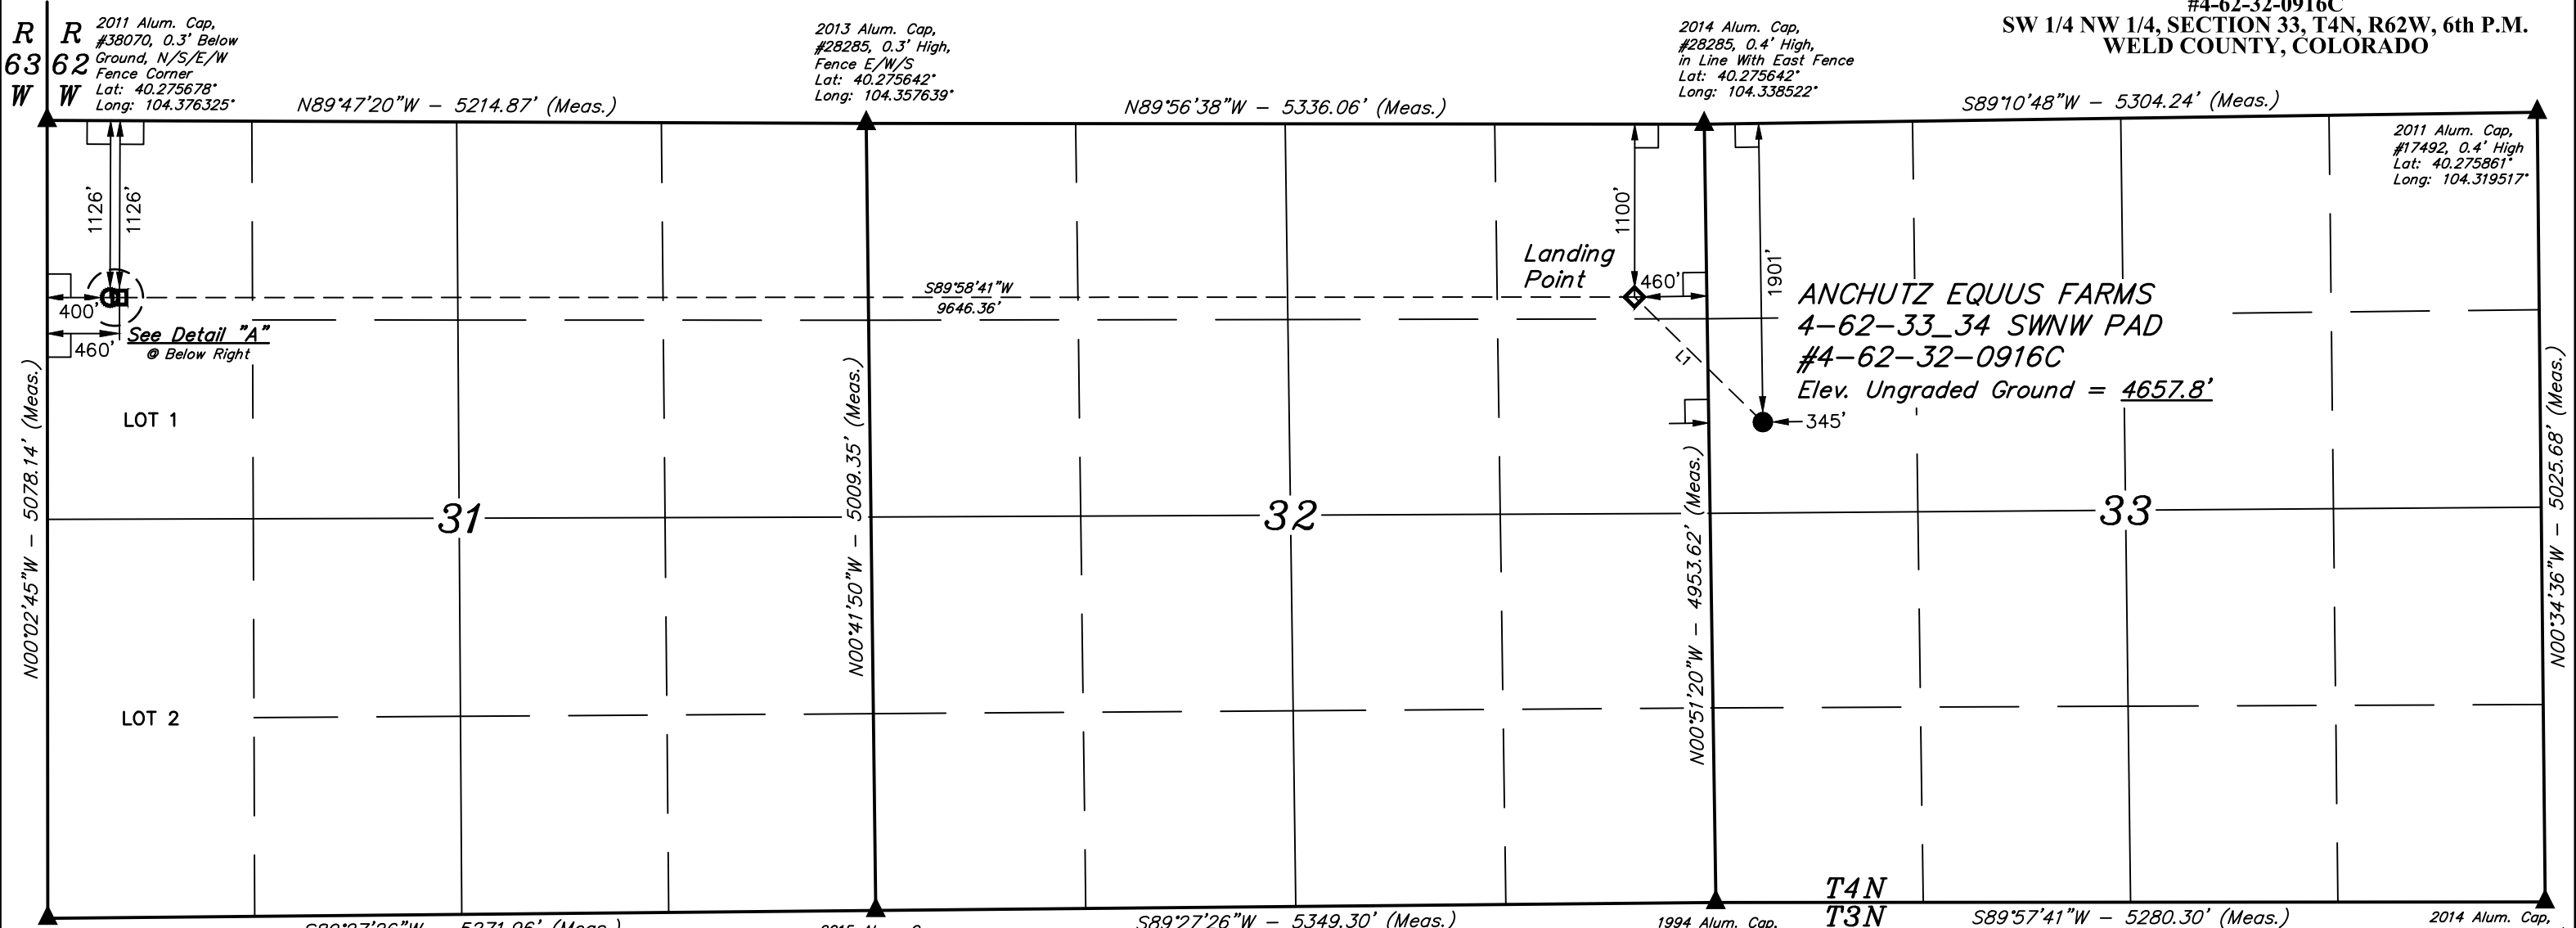 #4-62-32-0916C
SW 1/4 NW 1/4, SECTION 33, T4N, R62W, 6th P.M.
WELD COUNTY, COLORADO
R
63
W
R
62
W
2011 Alum. Cap,
#38070, 0.3' Below
Ground, N/S/E/W
Fence Corner
Lat: 40.275678°
Long: 104.376325°
2013 Alum. Cap,
#28285, 0.3' High,
Fence E/W/S
Lat: 40.275642°
Long: 104.357639°
2014 Alum. Cap,
#28285, 0.4' High,
in Line With East Fence
Lat: 40.275642°
Long: 104.338522°
N89°47'20"W - 5214.87' (Meas.)
N89°56'38"W - 5336.06' (Meas.)
S89°10'48"W - 5304.24' (Meas.)
2011 Alum. Cap,
#17492, 0.4' High
Lat: 40.275861°
Long: 104.319517°
1126'
1126'
1100'
1901'
Landing
Point
460'
400'
S89°58'41"W
9646.36'
See Detail "A"
@ Below Right
460'
L1
ANCHUTZ EQUUS FARMS
4-62-33_34 SWNW PAD
#4-62-32-0916C
Elev. Ungraded Ground = 4657.8'
345'
LOT 1
31
32
33
N00°02'45"W - 5078.14' (Meas.)
N00°41'50"W - 5009.35' (Meas.)
N00°51'20"W - 4953.62' (Meas.)
N00°34'36"W - 5025.68' (Meas.)
LOT 2
T4N
T3N
S89°27'26"W - 5349.30' (Meas.)
1994 Alum. Cap,
S89°57'41"W - 5280.30' (Meas.)
2014 Alum. Cap,